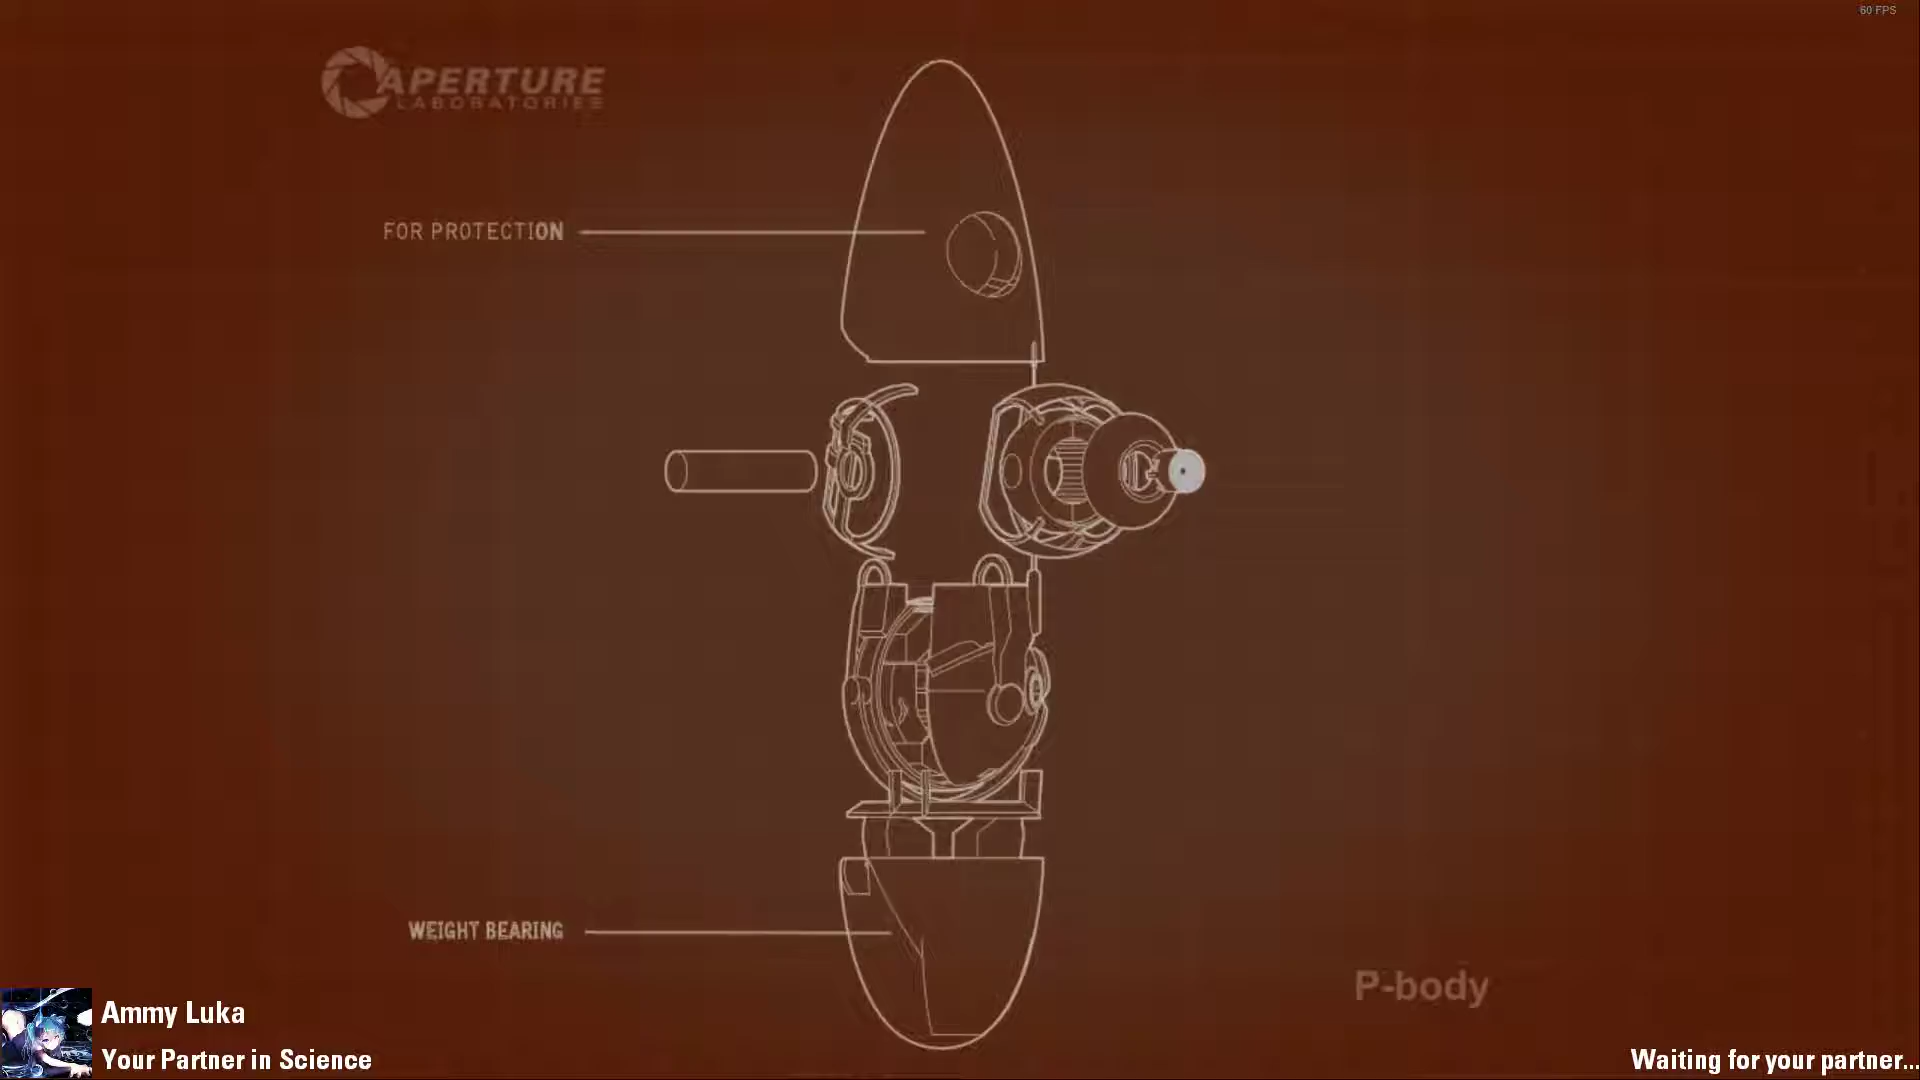 60 FPS
APERTURE
LABORATORIES
FOR PROTECTION
WEIGHT BEARING
P-body
Ammy Luka
Your Partner in Science
Waiting for your partner...